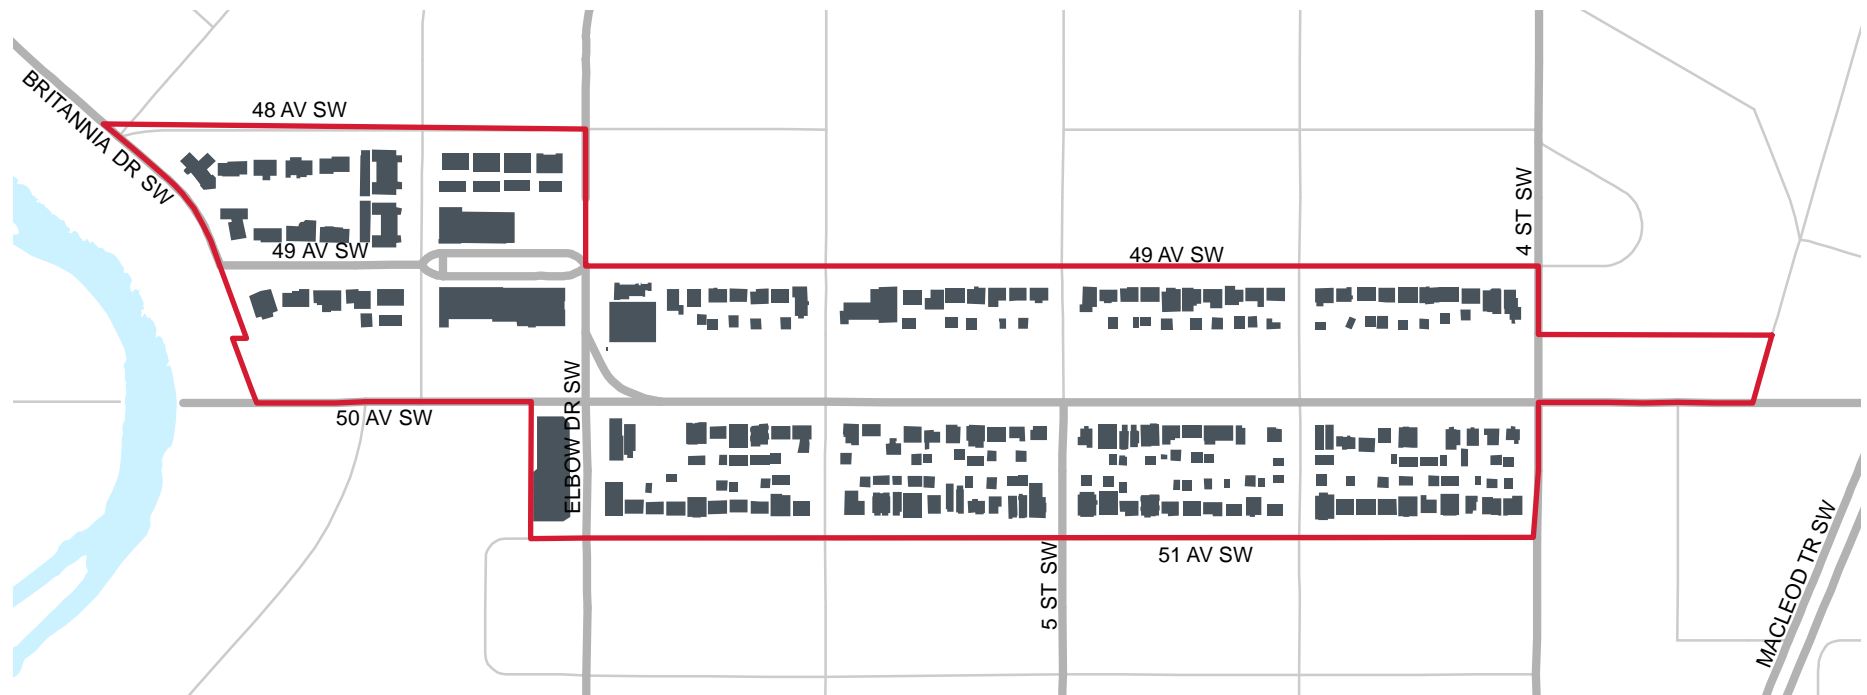 48 AV SW
BRITANNIA DR SW
4 ST SW
49 AV SW
49 AV SW
50 AV SW
ELBOW DR SW
51 AV SW
5 ST SW
MACLEOD TR SW